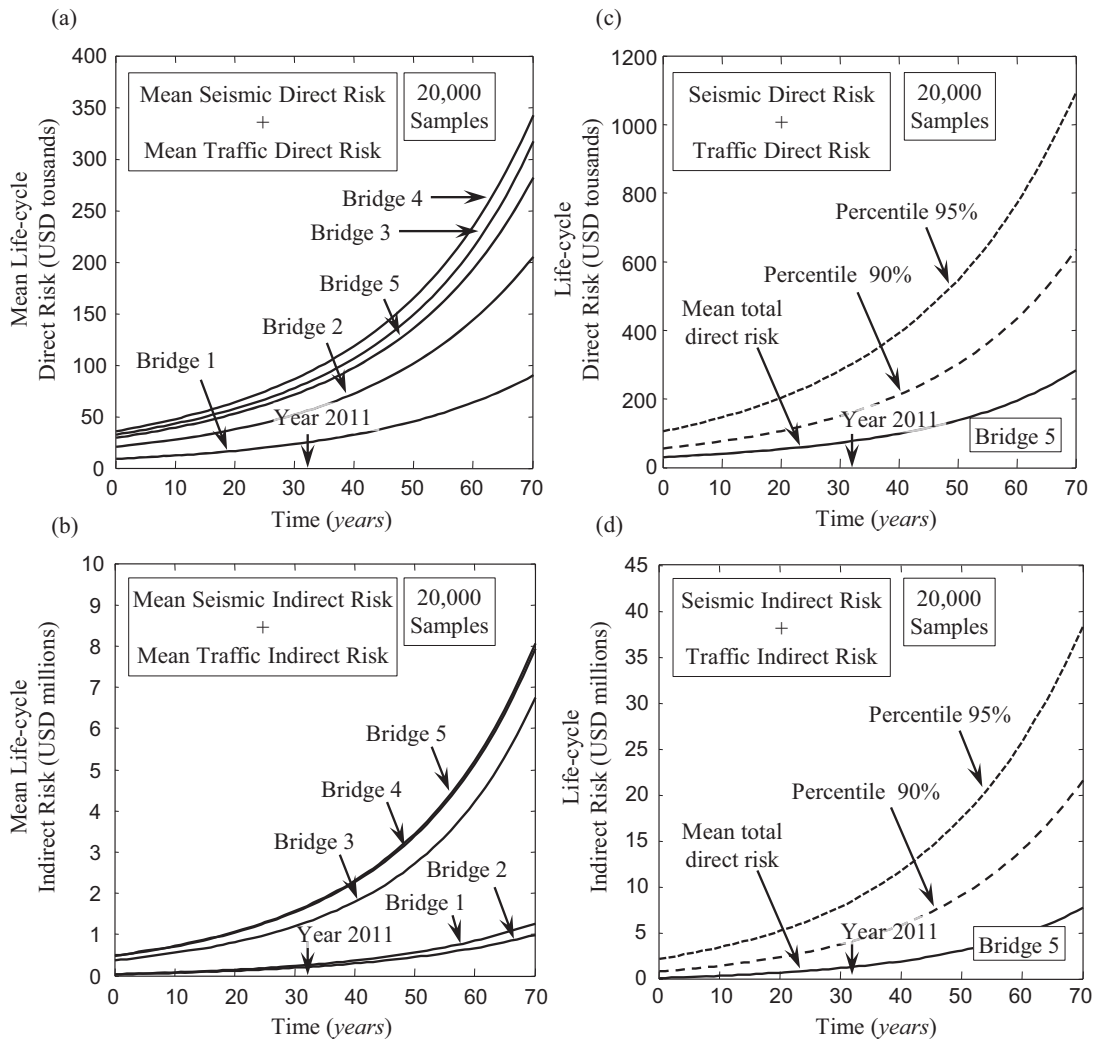 (a)
Mean Life-cycle
Direct Risk (USD tousands)
400
350
300
250
200
150
100
50
0
Mean Seismic Direct Risk
+
Mean Traffic Direct Risk
20,000
Samples
Bridge 4
Bridge 3
Bridge 5
Bridge 2
Bridge 1
Year 2011
0 10 20 30 40 50 60 70
Time (years)
(c)
Life-cycle
Direct Risk (USD tousands)
1200
1000
800
600
400
200
0
Seismic Direct Risk
+
Traffic Direct Risk
20,000
Samples
Percentile 95%
Percentile 90%
Mean total
direct risk
Year 2011
Bridge 5
0 10 20 30 40 50 60 70
Time (years)
(b)
Mean Life-cycle
Indirect Risk (USD millions)
10
9
8
7
6
5
4
3
2
1
0
Mean Seismic Indirect Risk
+
Mean Traffic Indirect Risk
20,000
Samples
Bridge 5
Bridge 4
Bridge 3
Bridge 2
Bridge 1
Year 2011
0 10 20 30 40 50 60 70
Time (years)
(d)
Life-cycle
Indirect Risk (USD millions)
45
40
35
30
25
20
15
10
5
0
Seismic Indirect Risk
+
Traffic Indirect Risk
20,000
Samples
Percentile 95%
Percentile 90%
Mean total
direct risk
Year 2011
Bridge 5
0 10 20 30 40 50 60 70
Time (years)